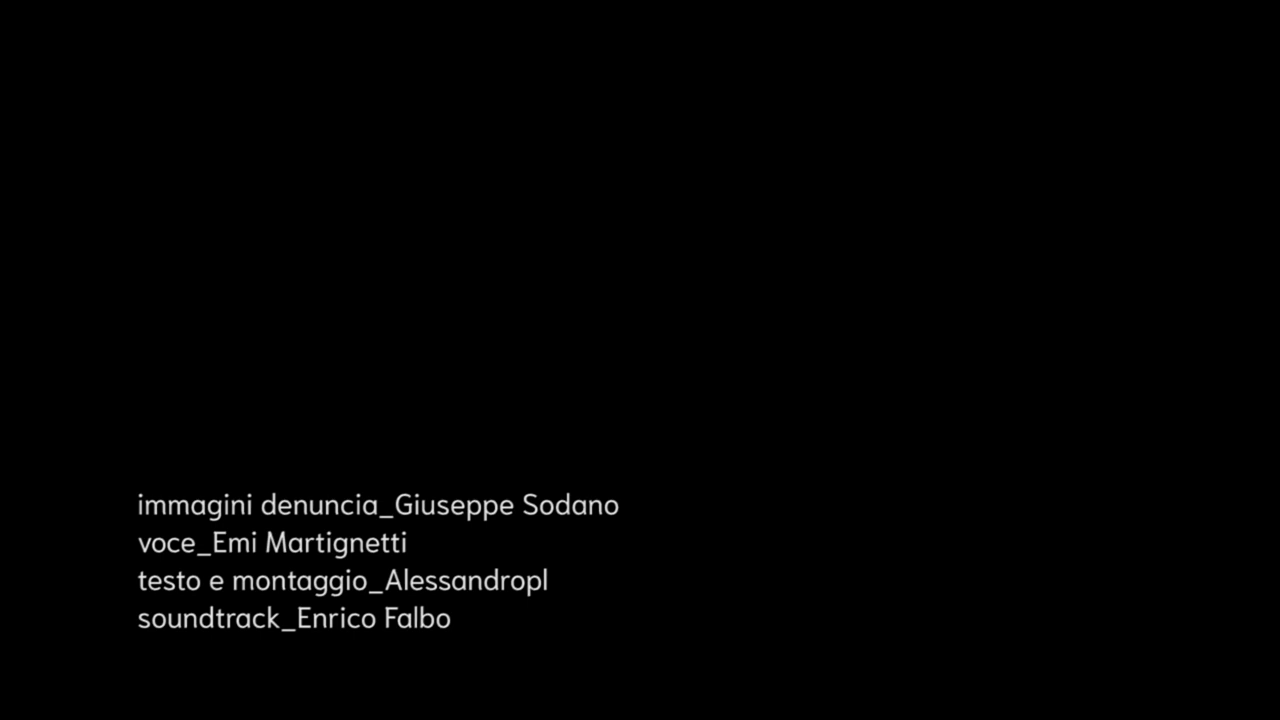 immagini denuncia_Giuseppe Sodano
voce_Emi Martignetti
testo e montaggio_Alessandropl
soundtrack_Enrico Falbo